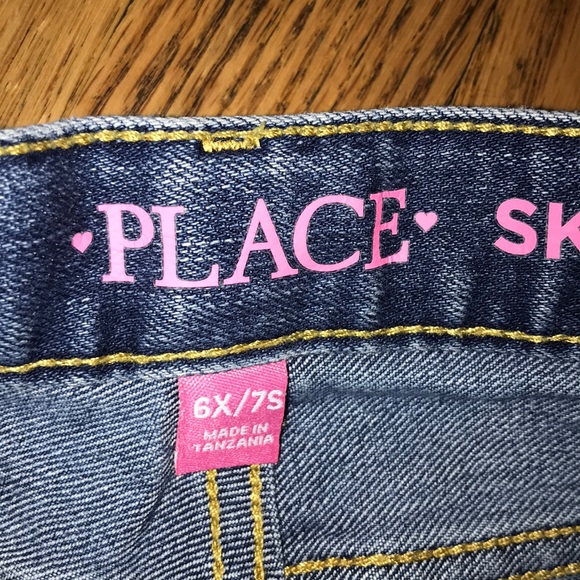 PLACE SK
6X/7S
MADE IN
TANZANIA